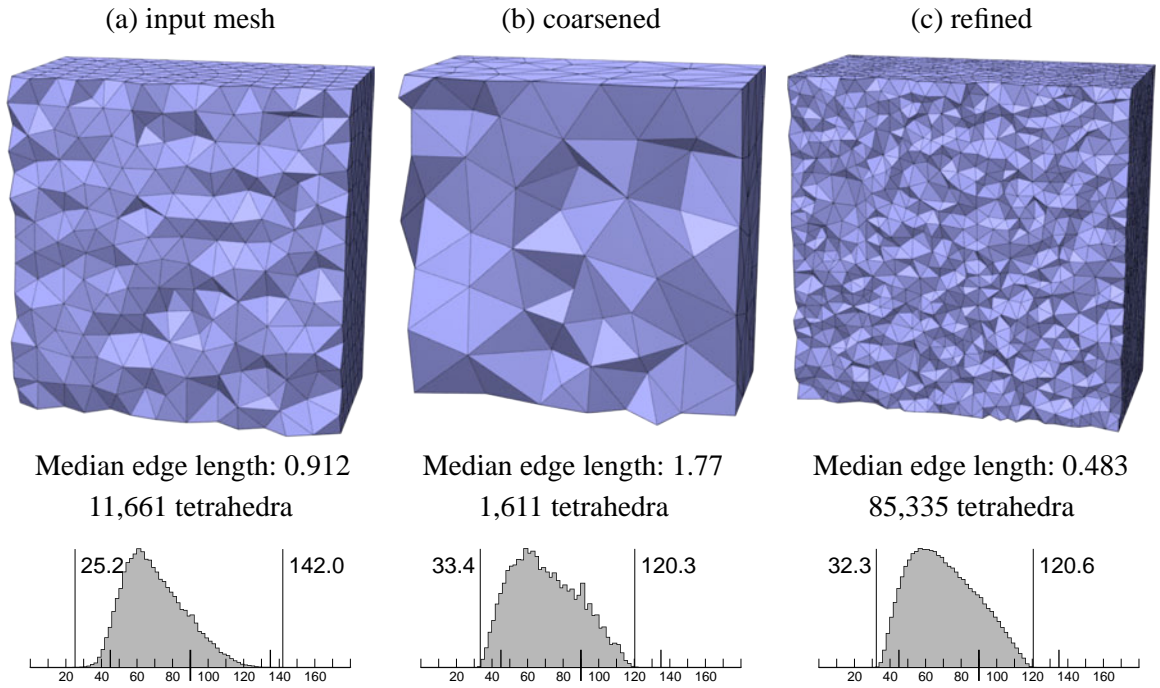 (a) input mesh
(b) coarsened
(c) refined
Median edge length: 0.912
Median edge length: 1.77
Median edge length: 0.483
11,661 tetrahedra
1,611 tetrahedra
85,335 tetrahedra
25.2
142.0
33.4
120.3
32.3
120.6
20 40 60 80 100 120 140 160
20 40 60 80 100 120 140 160
20 40 60 80 100 120 140 160